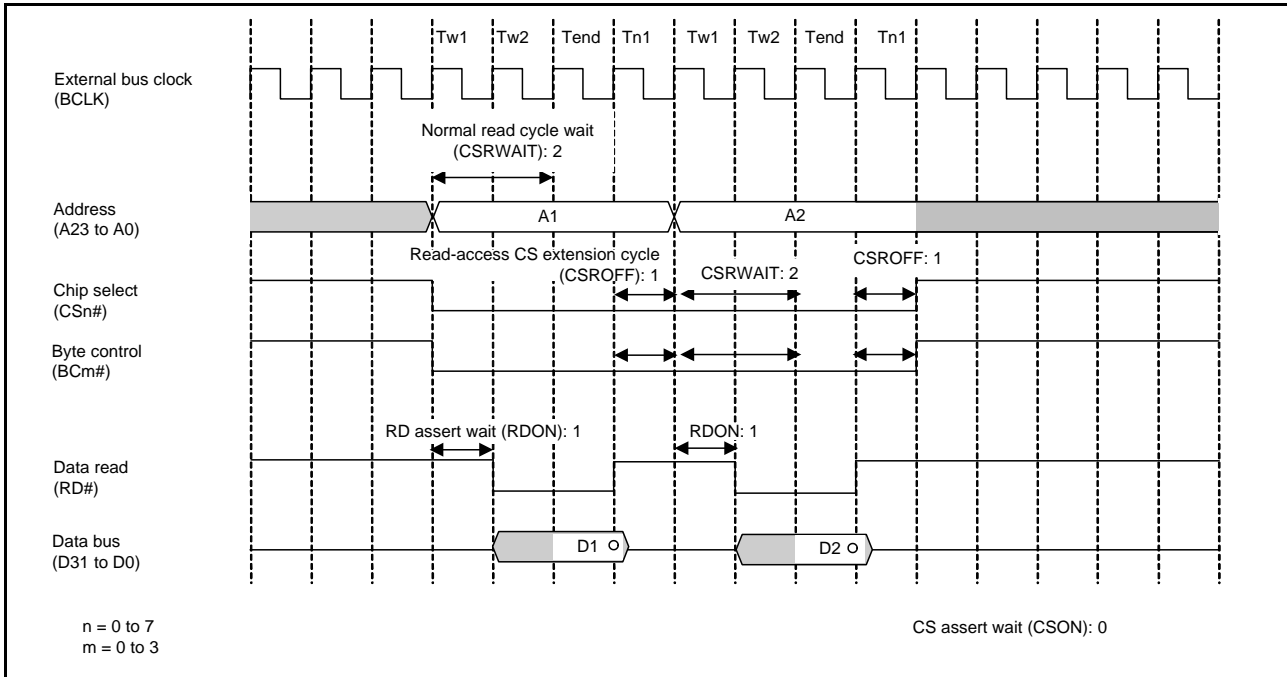 Tw1 Tw2 Tend Tn1 Tw1 Tw2 Tend Tn1
External bus clock
(BCLK)
Normal read cycle wait
(CSRWAIT): 2
Address
(A23 to A0)
A1 A2
Read-access CS extension cycle
(CSROFF): 1
CSRWAIT: 2
CSROFF: 1
Chip select
(CSn#)
Byte control
(BCm#)
RD assert wait (RDON): 1
RDON: 1
Data read
(RD#)
Data bus
(D31 to D0)
D1 D2
n = 0 to 7
m = 0 to 3
CS assert wait (CSON): 0